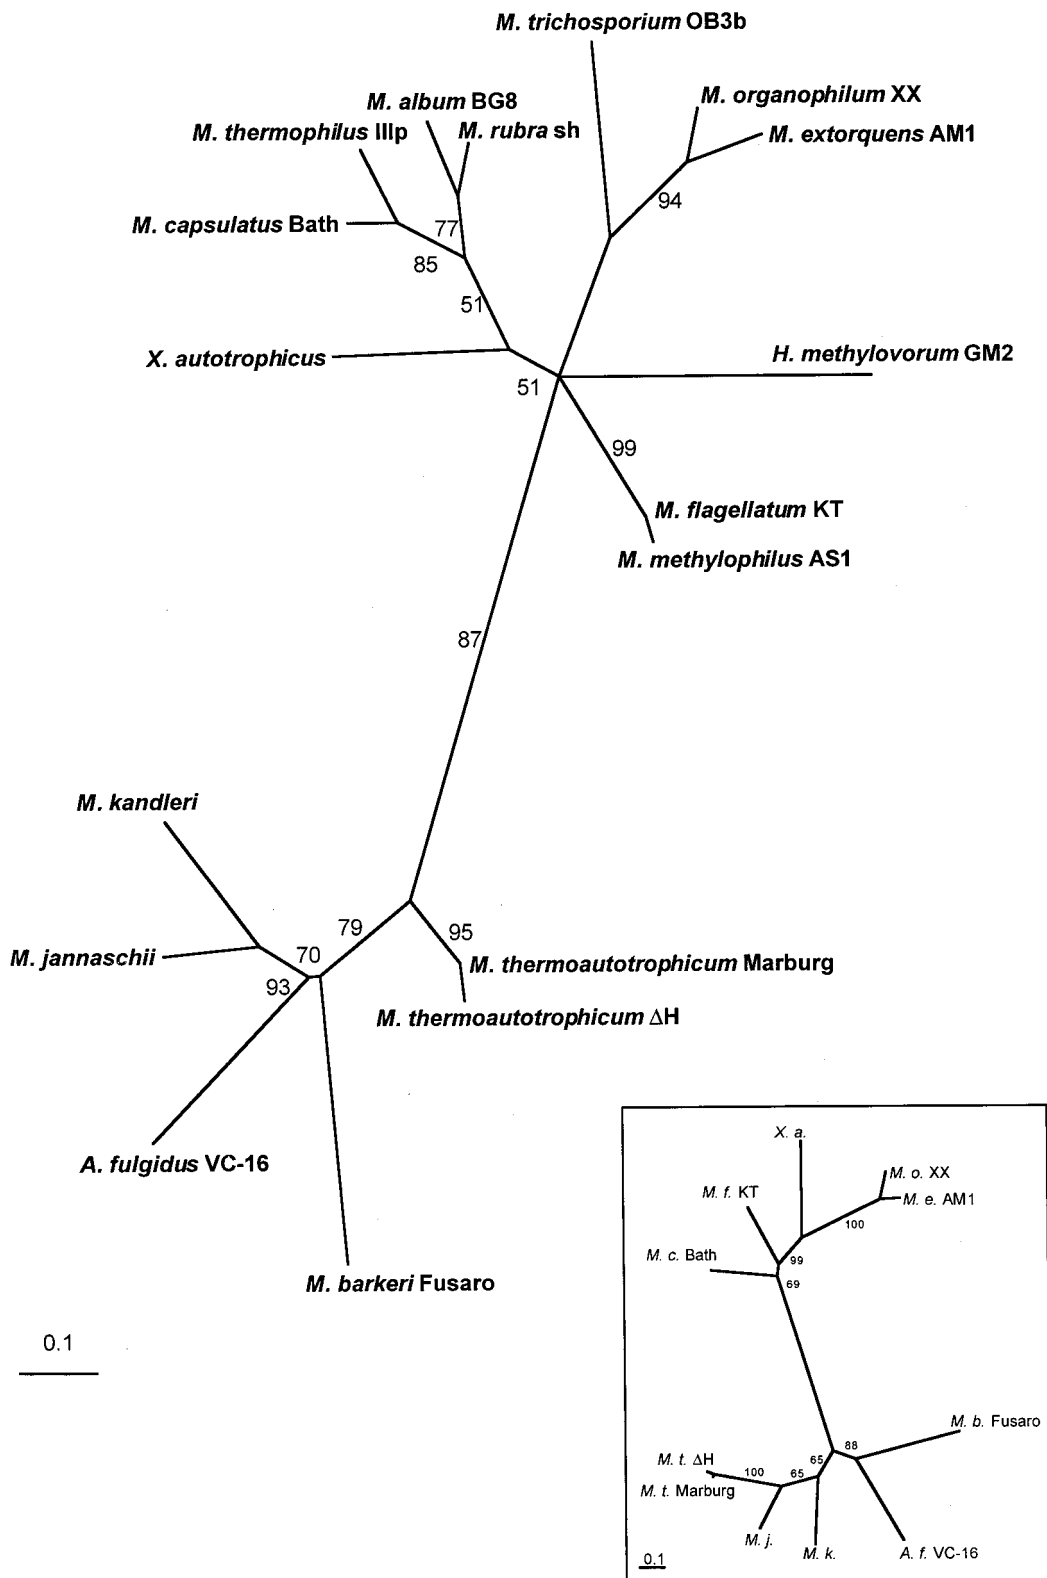 M. trichosporium OB3b
M. organophilum XX
M. album BG8
M. thermophilus IIIp
M. rubra sh
M. extorquens AM1
94
M. capsulatus Bath
77
85
51
X. autotrophicus
H. methylovorum GM2
51
99
M. flagellatum KT
M. methylophilus AS1
87
M. kandleri
79
95
M. jannaschii
70
M. thermoautotrophicum Marburg
93
M. thermoautotrophicum ΔH
A. fulgidus VC-16
M. barkeri Fusaro
0.1
X. a.
M. o. XX
M. f. KT
M. e. AM1
100
M. c. Bath
99
69
M. b. Fusaro
88
M. t. ΔH
65
100
65
M. t. Marburg
M. j.
M. k.
A. f. VC-16
0.1